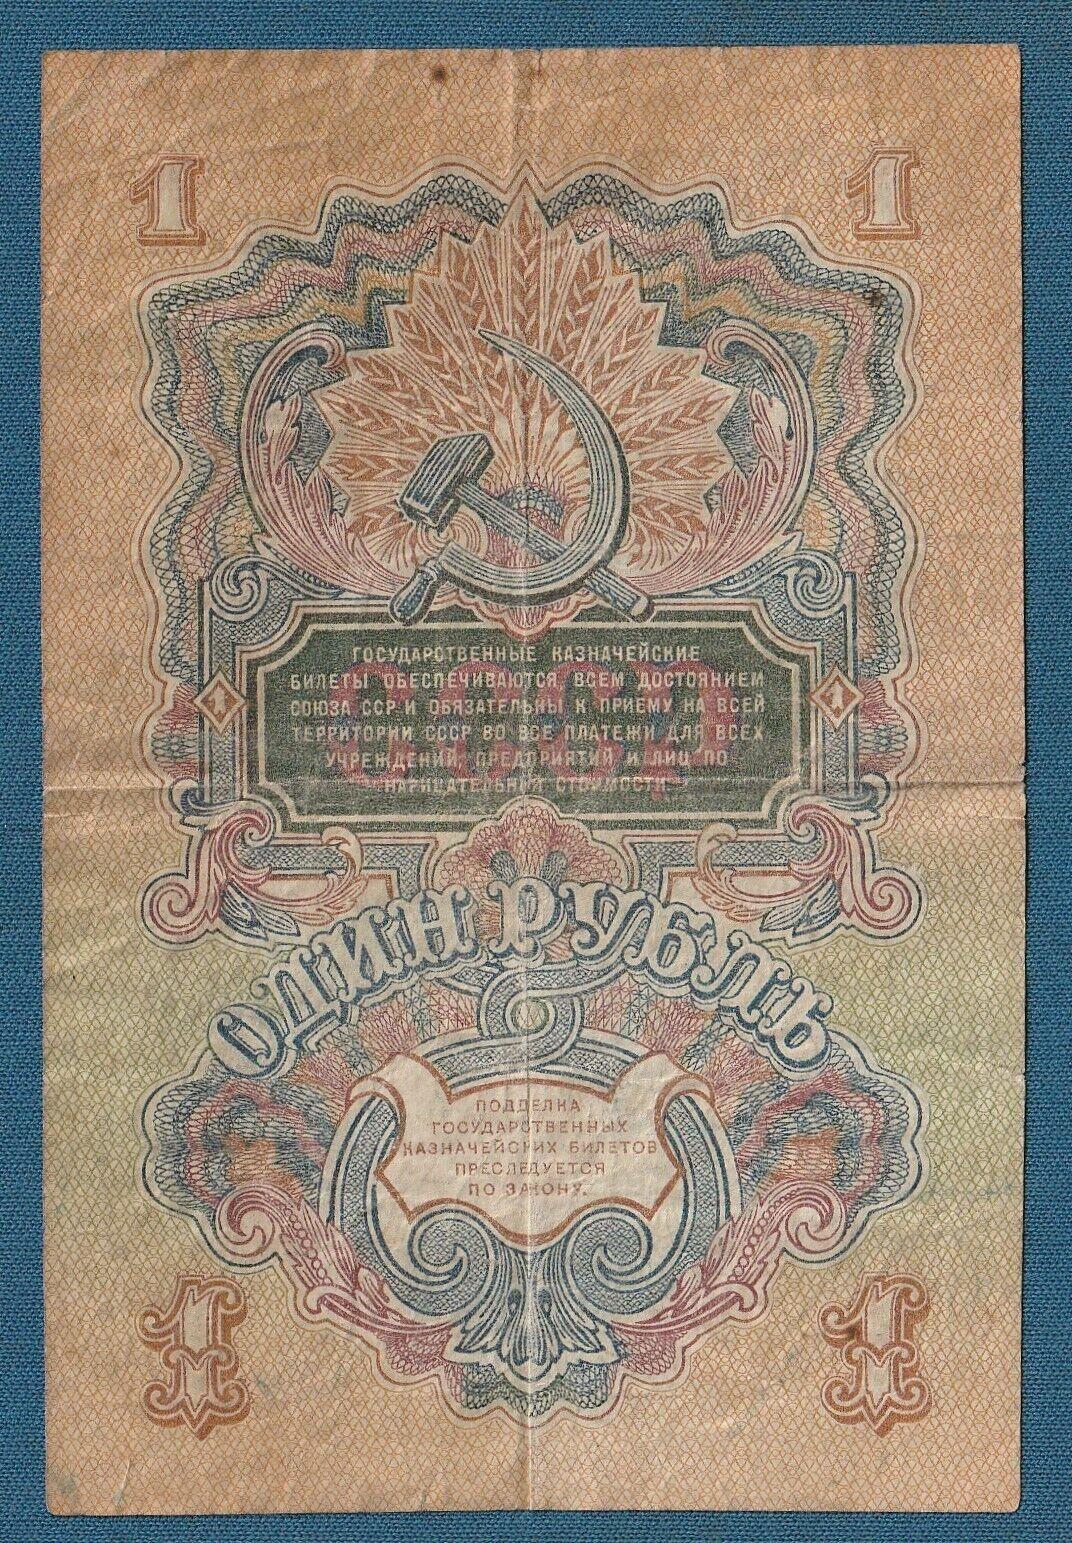 1 1
ГОСУДАРСТВЕННЫЕ КАЗНАЧЕЙСКИЕ
БИЛЕТЫ ОБЕСПЕЧИВАЮТСЯ ВСЕМ ДОСТОЯНИЕМ
СОЮЗА ССР И ОБЯЗАТЕЛЬНЫ К ПРИЕМУ НА ВСЕЙ
1 1
ТЕРРИТОРИИ СССР ВО ВСЕ ПЛАТЕЖИ ДЛЯ ВСЕХ
УЧРЕЖДЕНИЙ, ПРЕДПРИЯТИЙ И ЛИЦ ПО
НАРИЦАТЕЛЬНОЙ СТОИМОСТИ
СССР
ОДИН РУБЛЬ
ПОДДЕЛКА
ГОСУДАРСТВЕННЫХ
КАЗНАЧЕЙСКИХ БИЛЕТОВ
ПРЕСЛЕДУЕТСЯ
ПО ЗАКОНУ.
1 1